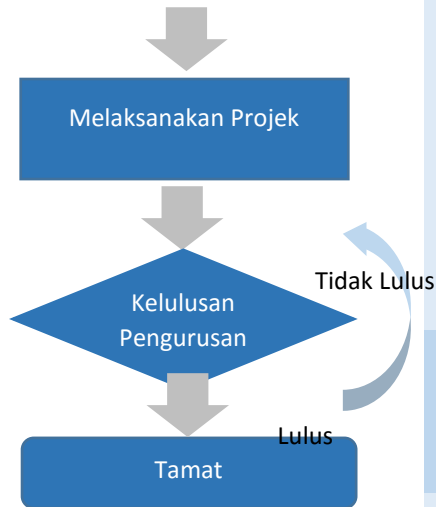 Melaksanakan Projek
Tidak Lulus
Kelulusan
Pengurusan
Lulus
Tamat